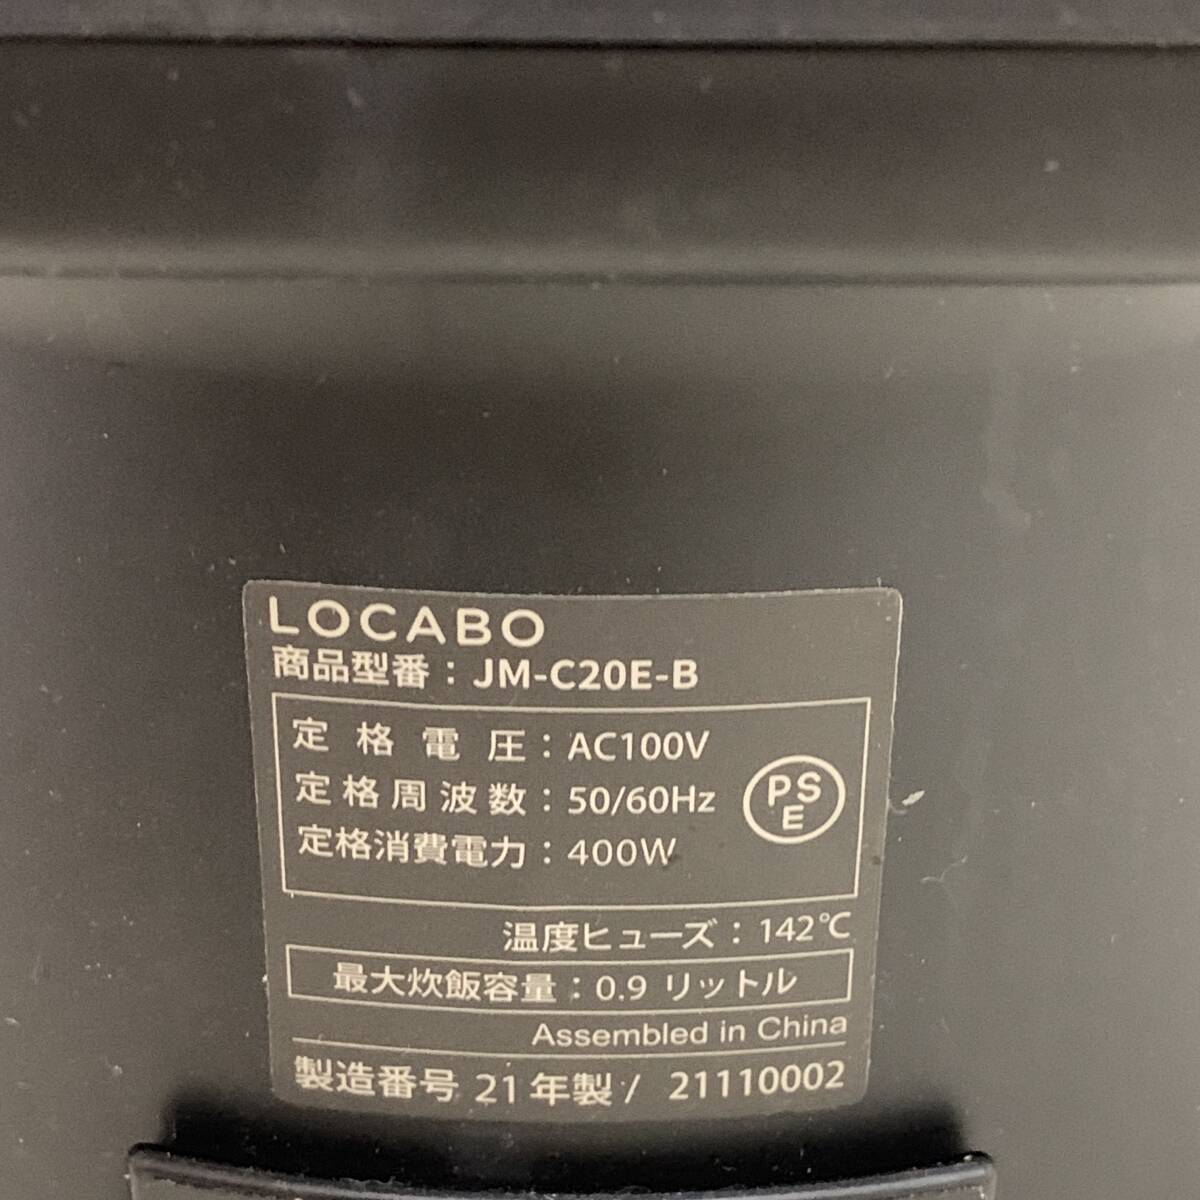 LOCABO
商品型番：JM-C20E-B
定格電圧：AC100V
定格周波数：50/60Hz
定格消費電力：400W
PSE
温度ヒューズ：142℃
最大炊飯容量：0.9 リットル
Assembled in China
製造番号 21年製 / 21110002